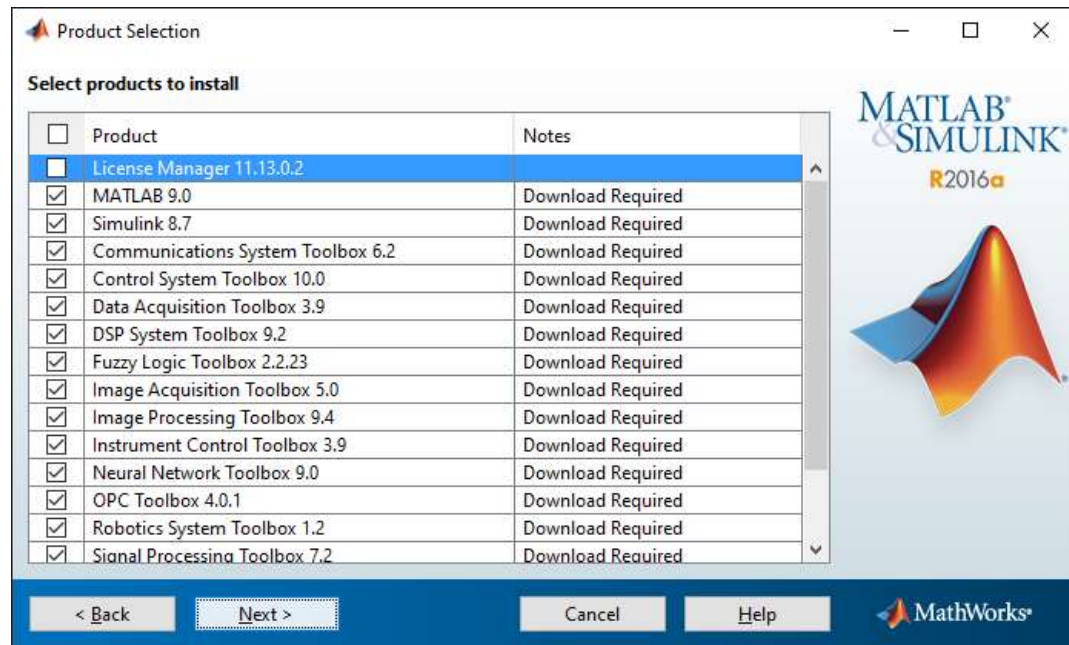 Product Selection
Select products to install
Product Notes
License Manager 11.13.0.2
MATLAB 9.0 Download Required
Simulink 8.7 Download Required
Communications System Toolbox 6.2 Download Required
Control System Toolbox 10.0 Download Required
Data Acquisition Toolbox 3.9 Download Required
DSP System Toolbox 9.2 Download Required
Fuzzy Logic Toolbox 2.2.23 Download Required
Image Acquisition Toolbox 5.0 Download Required
Image Processing Toolbox 9.4 Download Required
Instrument Control Toolbox 3.9 Download Required
Neural Network Toolbox 9.0 Download Required
OPC Toolbox 4.0.1 Download Required
Robotics System Toolbox 1.2 Download Required
Signal Processing Toolbox 7.2 Download Required
MATLAB®
&SIMULINK®
R2016a
®
< Back Next > Cancel Help MathWorks®